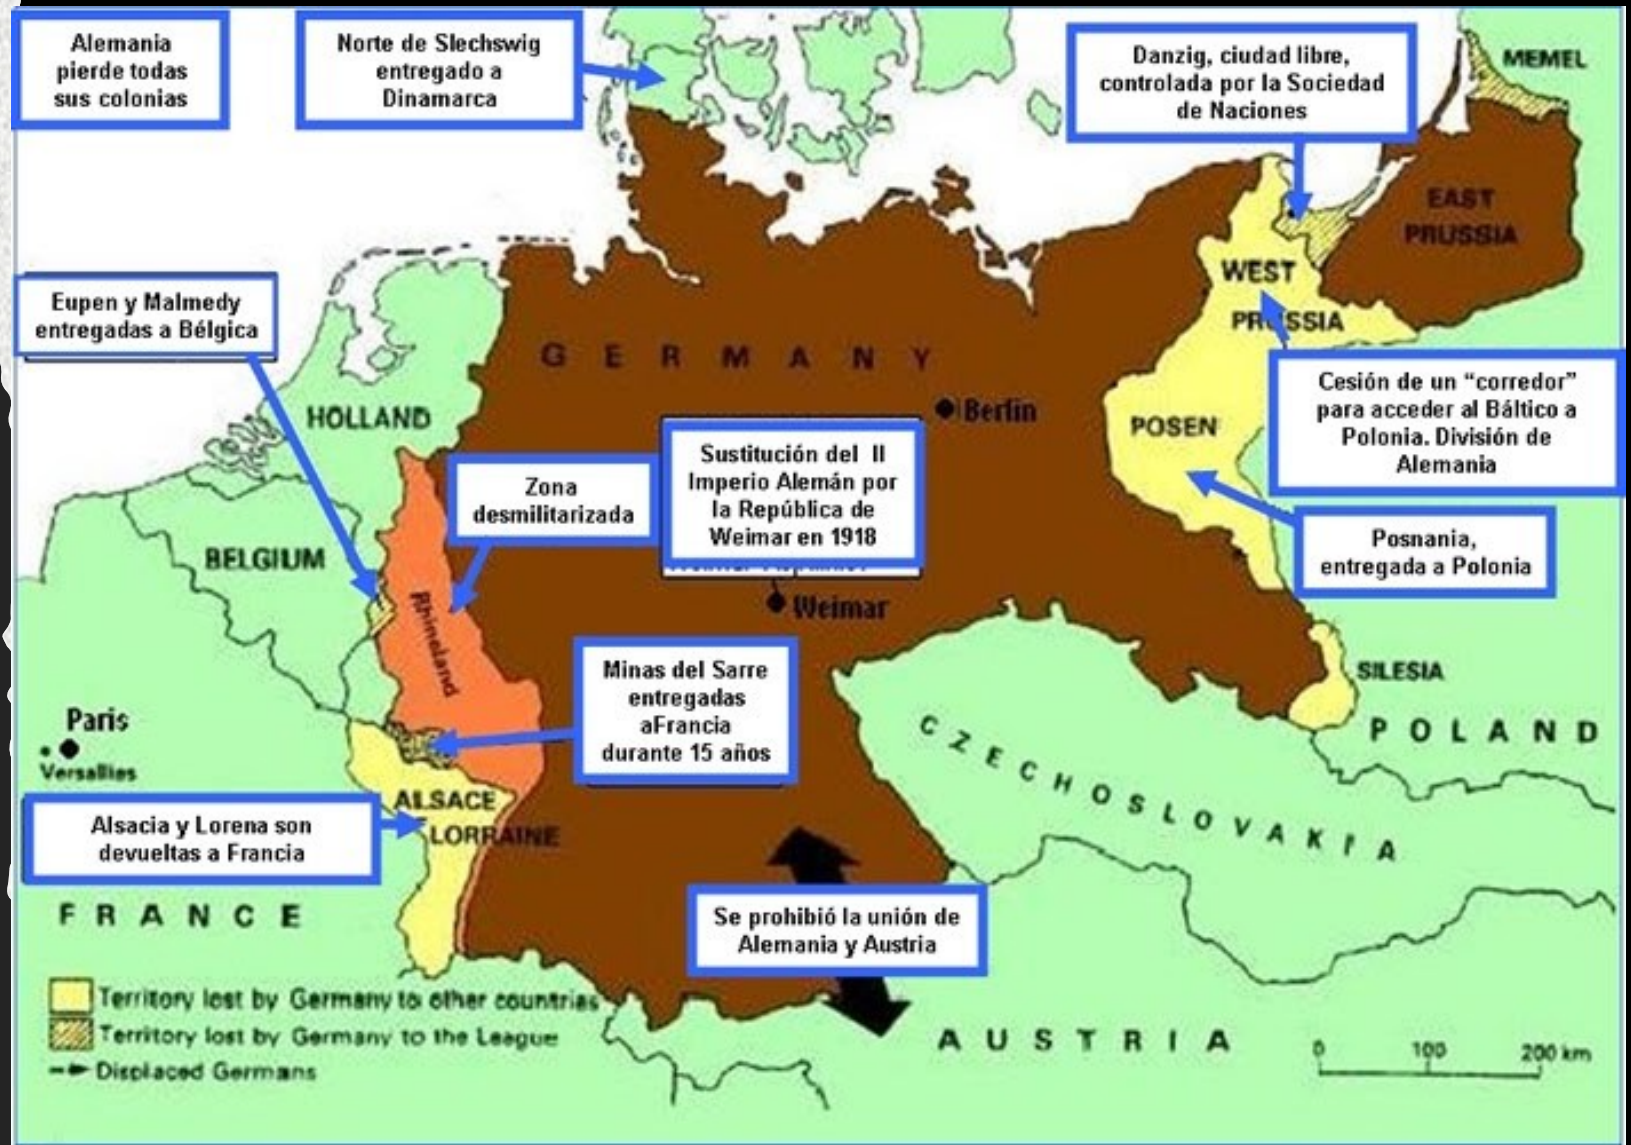 Alemania
pierde todas
sus colonias
Norte de Slechswig
entregado a
Dinamarca
Danzig, ciudad libre,
controlada por la Sociedad
de Naciones
MEMEL
EAST
PRUSSIA
WEST
PRUSSIA
Eupen y Malmedy
entregadas a Bélgica
GERMANY
Berlin
HOLLAND
Cesión de un “corredor”
para acceder al Báltico a
Polonia. División de
Alemania
POSEN
Sustitución del II
Imperio Alemán por
la República de
Weimar en 1918
Zona
desmilitarizada
Posnania,
entregada a Polonia
BELGIUM
Rhineland
Weimar
Minas del Sarre
entregadas
aFrancia
durante 15 años
SILESIA
POLAND
Paris
Versallies
CZECHOSLOVAKIA
ALSACE
LORRAINE
Alsacia y Lorena son
devueltas a Francia
FRANCE
Se prohibió la unión de
Alemania y Austria
Territory lost by Germany to other countries
Territory lost by Germany to the League
Displaced Germans
AUSTRIA
0 100 200 km